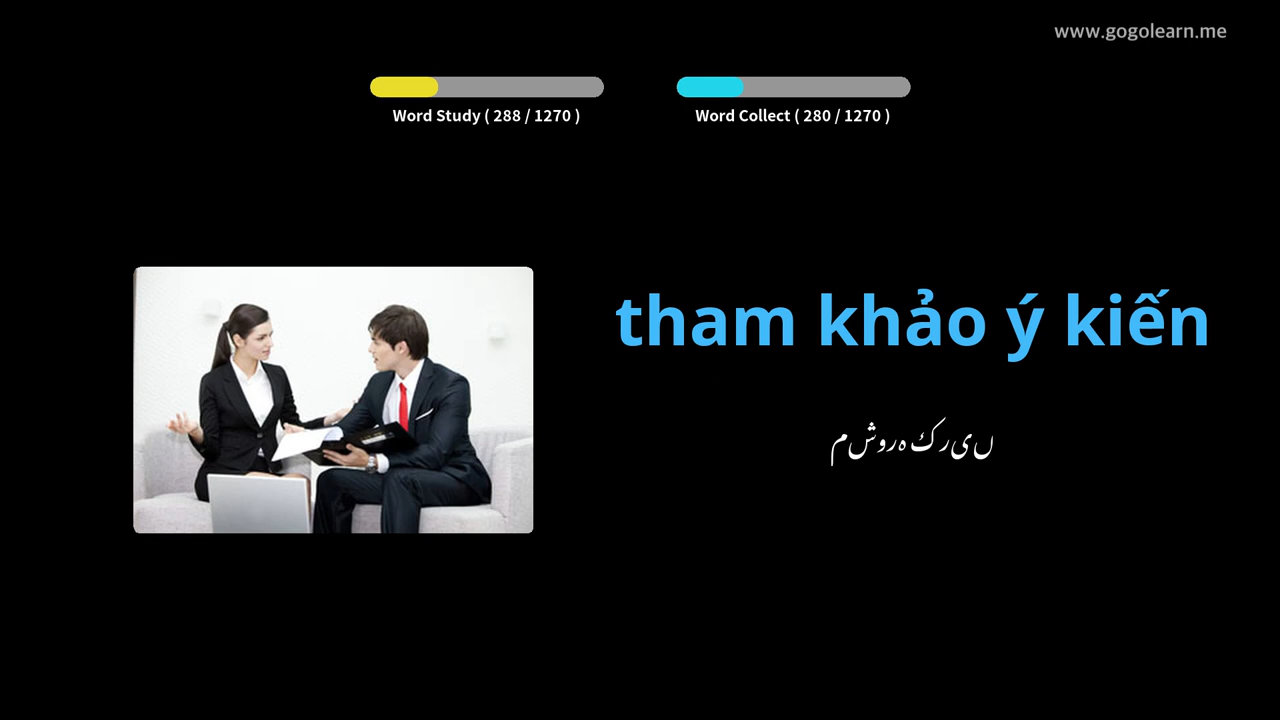 www.gogolearn.me
Word Study ( 288 / 1270 )
Word Collect ( 280 / 1270 )
tham khảo ý kiến
مشورہ کریں